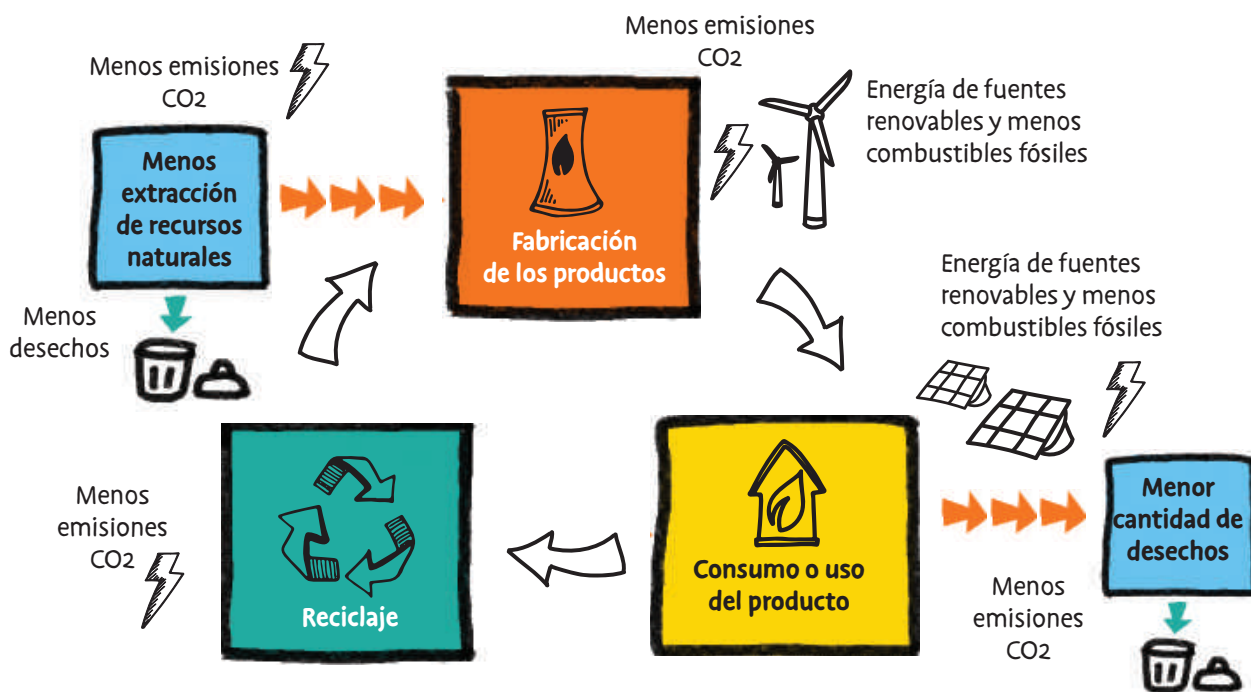 Menos emisiones
CO2
Menos
extracción
de recursos
naturales
Menos
desechos
Fabricación
de los productos
Menos emisiones
CO2
Energía de fuentes
renovables y menos
combustibles fósiles
Energía de fuentes
renovables y menos
combustibles fósiles
Menos
emisiones
CO2
Reciclaje
Consumo o uso
del producto
Menor
cantidad de
desechos
Menos
emisiones
CO2